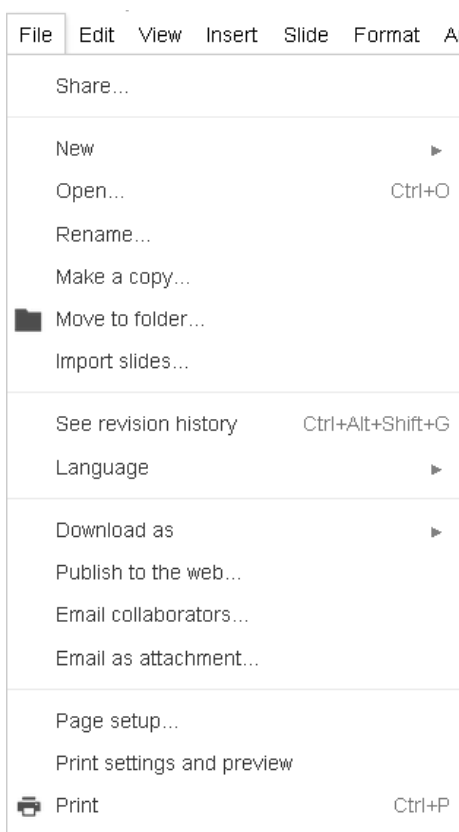 File Edit View Insert Slide Format A
Share...
New
Open... Ctrl+O
Rename...
Make a copy...
Move to folder...
Import slides...
See revision history Ctrl+Alt+Shift+G
Language
Download as
Publish to the web...
Email collaborators...
Email as attachment...
Page setup...
Print settings and preview
Print Ctrl+P